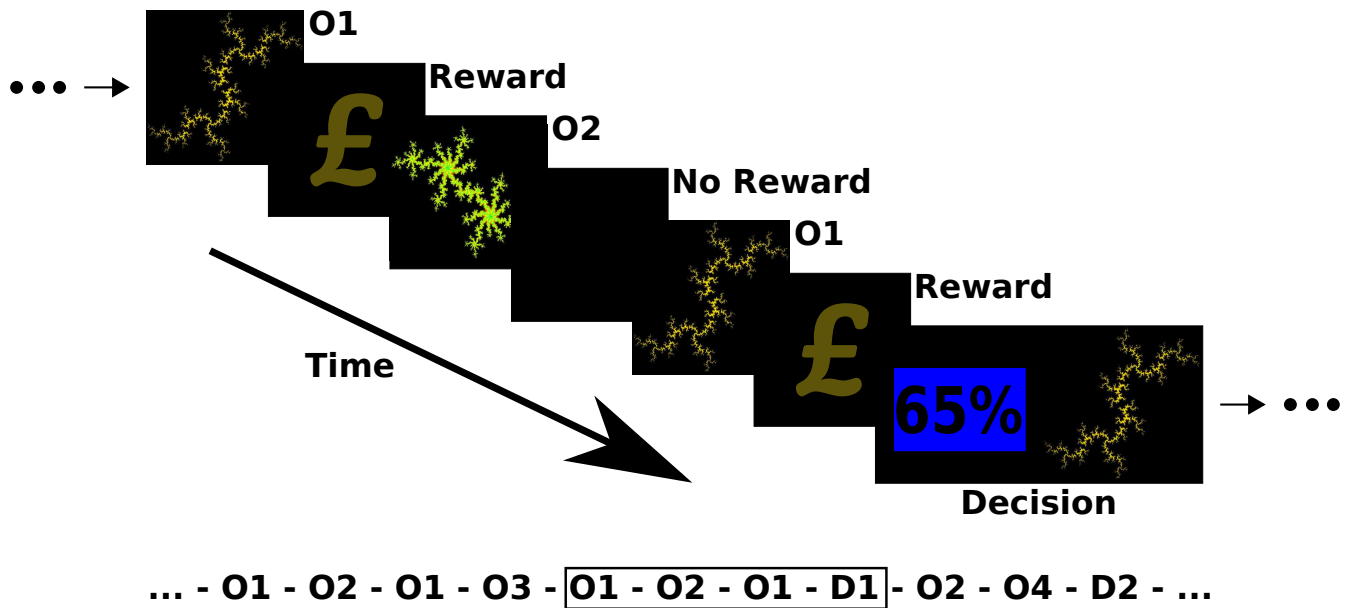 O1
Reward
£
O2
No Reward
O1
Reward
£
65%
Time
Decision
... - O1 - O2 - O1 - O3 - O1 - O2 - O1 - D1 - O2 - O4 - D2 - ...